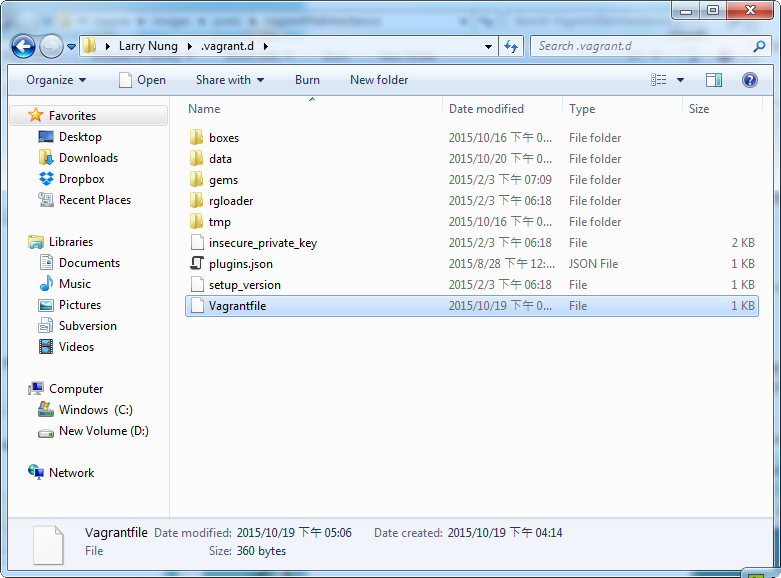 Larry Nung .vagrant.d
Search .vagrant.d
Organize Open Share with Burn New folder
Name Date modified Type Size
Favorites
Desktop
Downloads
Dropbox
Recent Places
Libraries
Documents
Music
Pictures
Subversion
Videos
Computer
Windows (C:)
New Volume (D:)
Network
boxes 2015/10/16 下午 0... File folder
data 2015/10/20 下午 0... File folder
gems 2015/2/3 下午 07:09 File folder
rgloader 2015/2/3 下午 06:18 File folder
tmp 2015/10/16 下午 0... File folder
insecure_private_key 2015/2/3 下午 06:18 File 2 KB
plugins.json 2015/8/28 下午 12:... JSON File 1 KB
setup_version 2015/2/3 下午 06:18 File 1 KB
Vagrantfile 2015/10/19 下午 0... File 1 KB
Vagrantfile Date modified: 2015/10/19 下午 05:06 Date created: 2015/10/19 下午 04:14
File Size: 360 bytes